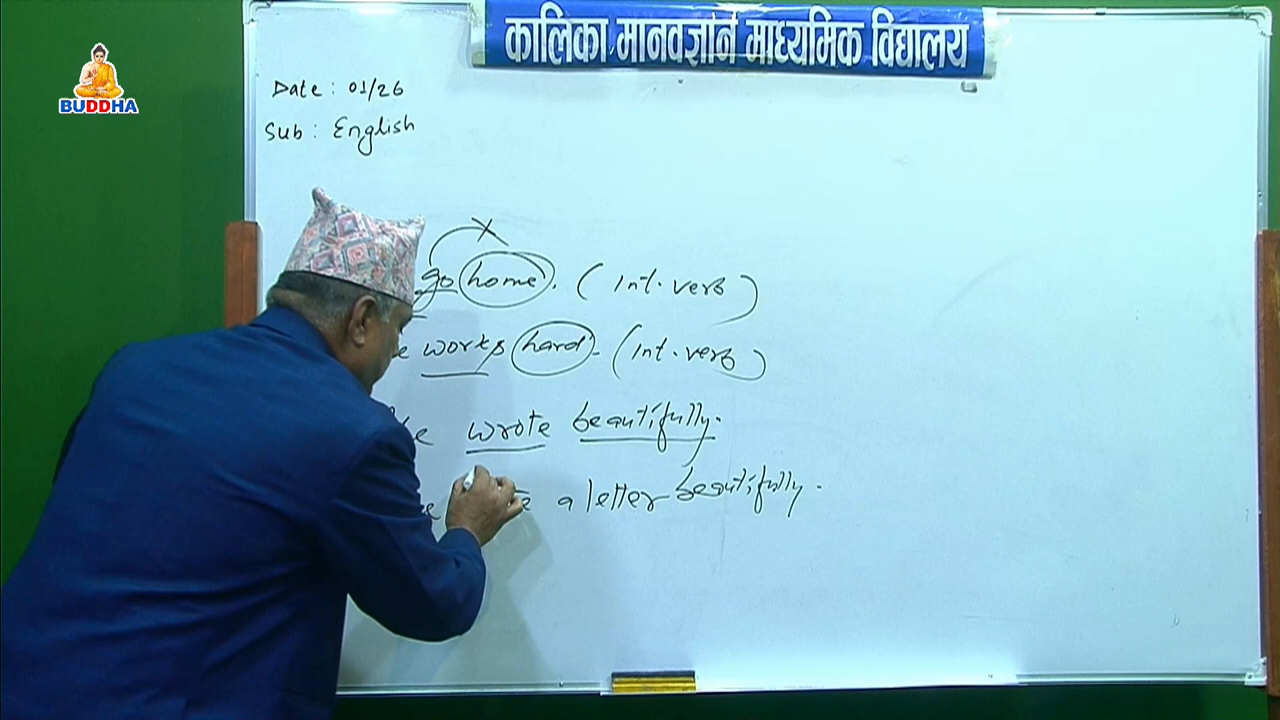 कालिका मानवज्ञान माध्यमिक विद्यालय
BUDDHA
Date : 01/26
Sub : English
go home. (Int. verb)
works hard. (Int. verb)
wrote beautifully.
a letter beautifully.